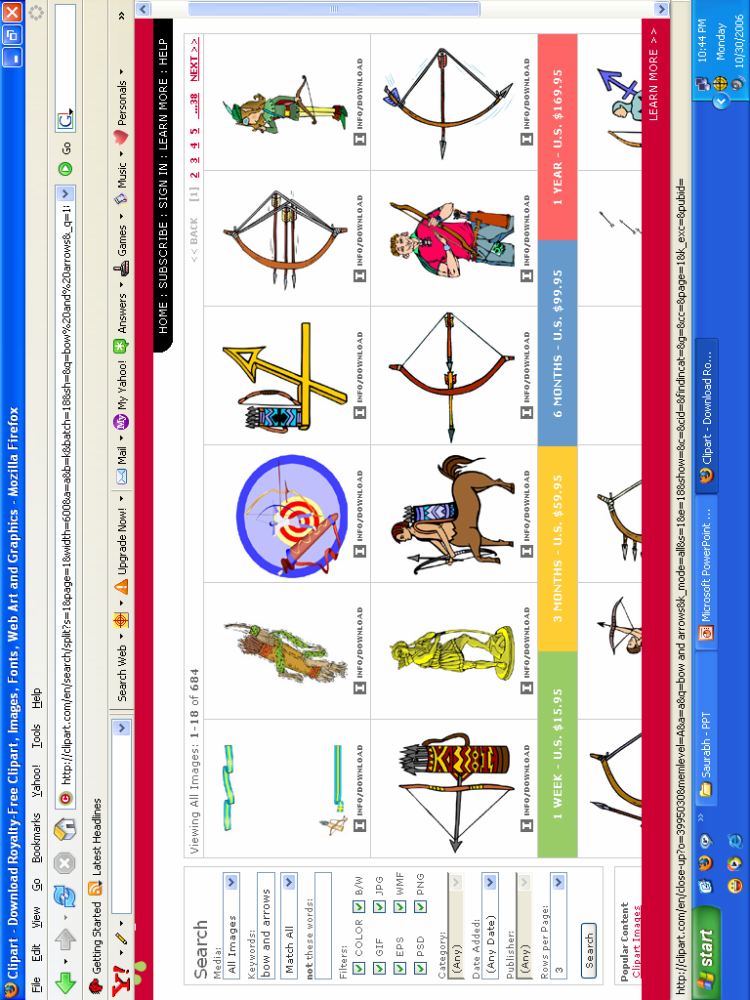 Clipart - Download Royalty-Free Clipart, Images, Fonts, Web Art and Graphics - Mozilla Firefox
File Edit View Go Bookmarks Yahoo! Tools Help
http://clipart.com/en/search/split?s=1&page=1&width=600&a=a&b=k&batch=18&sh=&q=bow%20and%20arrows&_q=1:
Go
Getting Started Latest Headlines
Y! Search Web Upgrade Now! Mail My Yahoo! Answers Games Music Personals »
HOME : SUBSCRIBE : SIGN IN : LEARN MORE : HELP
Search
Media:
All Images
Keywords:
bow and arrows
Match All
not these words:
Filters:
COLOR B/W
GIF JPG
EPS WMF
PSD PNG
Category:
(Any)
Date Added:
(Any Date)
Publisher:
(Any)
Rows per Page:
3
Search
Popular Content
Clipart Images
Viewing All Images: 1-18 of 684
<< BACK [1] 2 3 4 5 ...38 NEXT >>
INFO/DOWNLOAD INFO/DOWNLOAD INFO/DOWNLOAD INFO/DOWNLOAD INFO/DOWNLOAD INFO/DOWNLOAD
INFO/DOWNLOAD INFO/DOWNLOAD INFO/DOWNLOAD INFO/DOWNLOAD INFO/DOWNLOAD INFO/DOWNLOAD
1 WEEK - U.S. $15.95 3 MONTHS - U.S. $59.95 6 MONTHS - U.S. $99.95 1 YEAR - U.S. $169.95
LEARN MORE >>
http://clipart.com/en/close-up?o=3995030&memlevel=A&a=a&q=bow and arrows&k_mode=all&s=1&e=18&show=&c=&cid=&findincat=&g=&cc=&page=1&k_exc=&pubid=
start
»
Saurabh - PPT
Microsoft PowerPoint ...
Clipart - Download Ro...
10:44 PM
Monday
10/30/2006